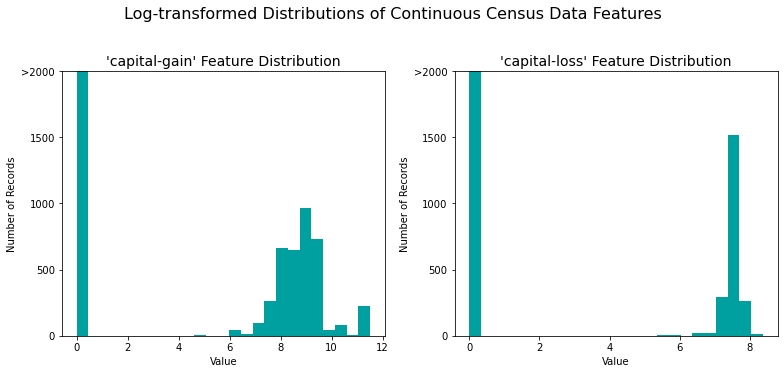 Log-transformed Distributions of Continuous Census Data Features
'capital-gain' Feature Distribution
Number of Records
>2000
1500
1000
500
0
0 2 4 6 8 10 12
Value
'capital-loss' Feature Distribution
Number of Records
>2000
1500
1000
500
0
0 2 4 6 8
Value